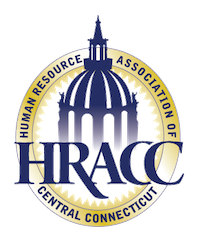 HUMAN RESOURCE ASSOCIATION OF
HRACC
CENTRAL CONNECTICUT